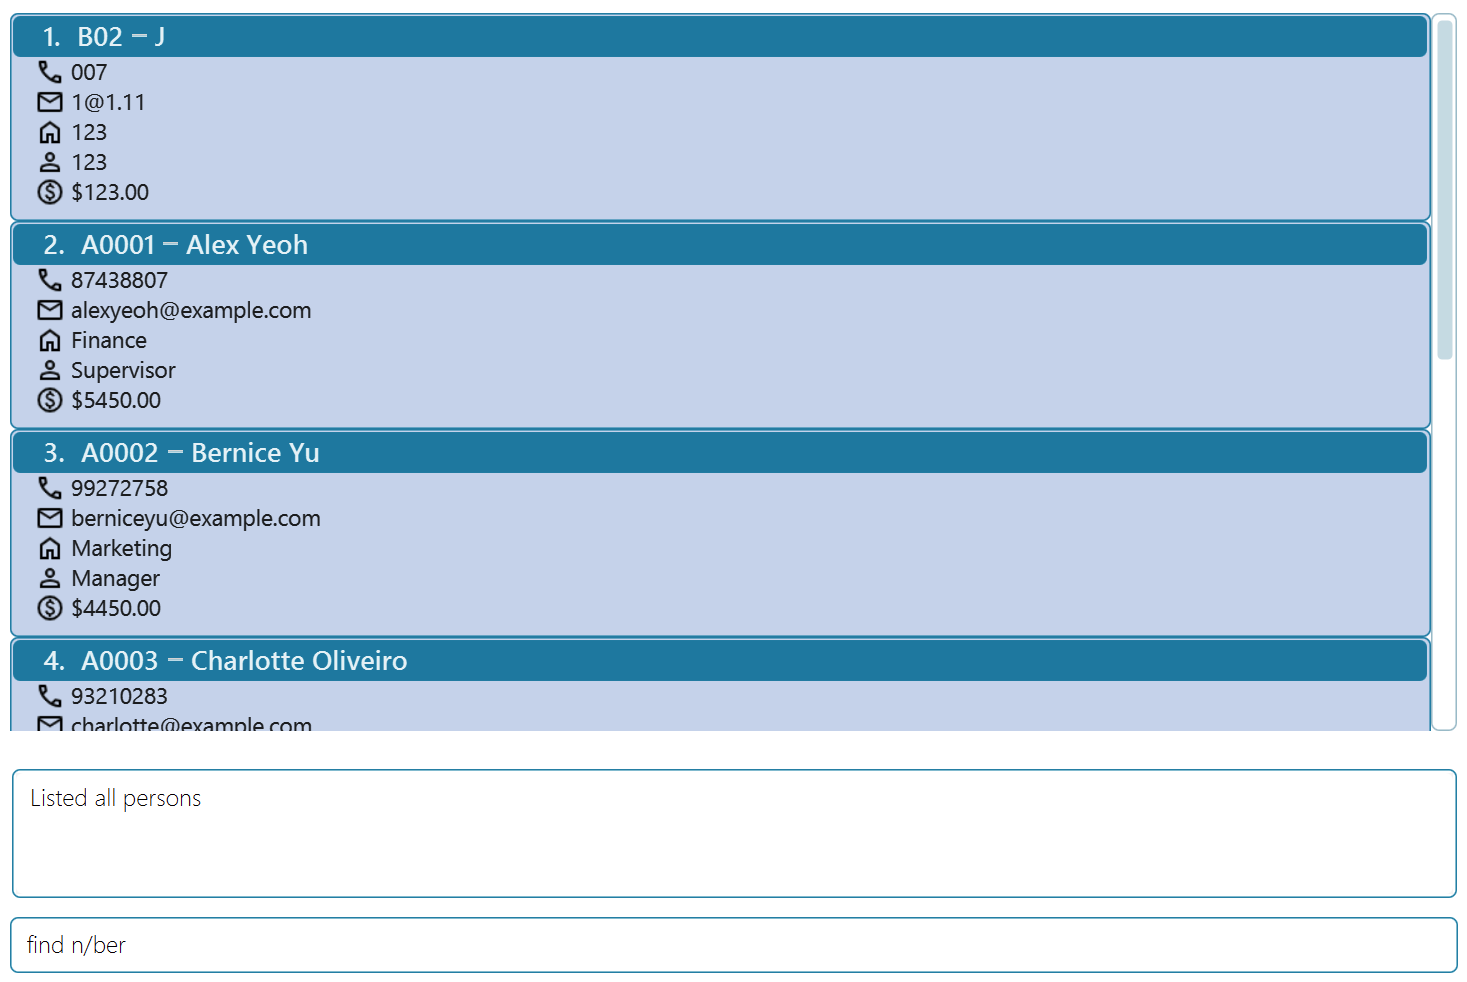 1. B02 – J
007
1@1.11
123
123
$123.00
2. A0001 – Alex Yeoh
87438807
alexyeoh@example.com
Finance
Supervisor
$5450.00
3. A0002 – Bernice Yu
99272758
berniceyu@example.com
Marketing
Manager
$4450.00
4. A0003 – Charlotte Oliveiro
93210283
charlotte@example.com
Listed all persons
find n/ber